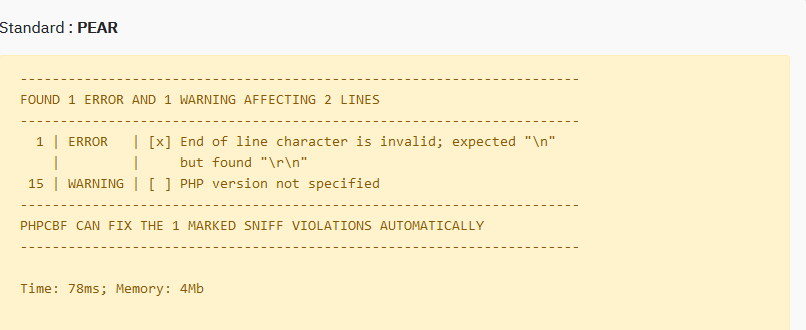 Standard : PEAR
----------------------------------------------------------------------
FOUND 1 ERROR AND 1 WARNING AFFECTING 2 LINES
----------------------------------------------------------------------
  1 | ERROR   | [x] End of line character is invalid; expected "\n"
    |         |     but found "\r\n"
 15 | WARNING | [ ] PHP version not specified
----------------------------------------------------------------------
PHPCBF CAN FIX THE 1 MARKED SNIFF VIOLATIONS AUTOMATICALLY
----------------------------------------------------------------------
Time: 78ms; Memory: 4Mb